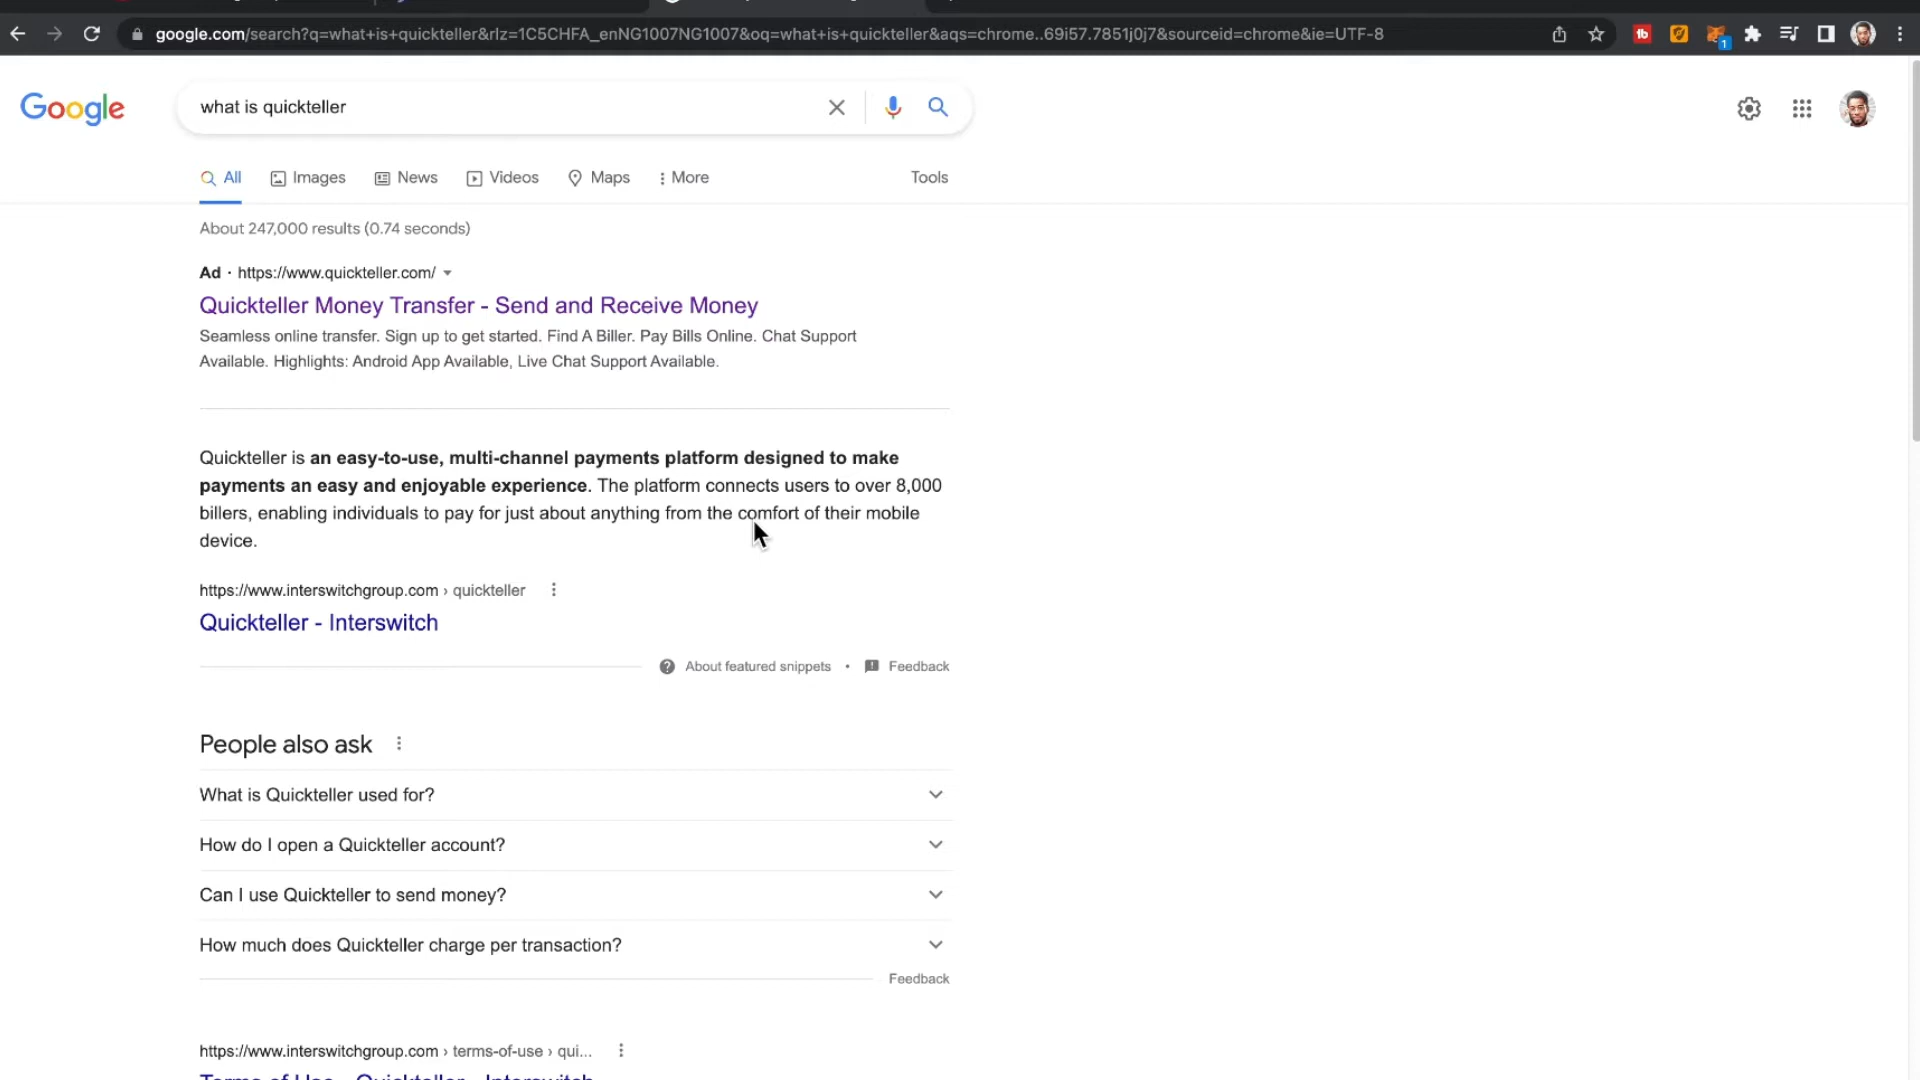 google.com/search?q=what+is+quickteller&rlz=1C5CHFA_enNG1007NG1007&oq=what+is+quickteller&aqs=chrome..69i57.7851j0j7&sourceid=chrome&ie=UTF-8
1
Google
what is quickteller
All Images News Videos Maps More Tools
About 247,000 results (0.74 seconds)
Ad · https://www.quickteller.com/
Quickteller Money Transfer - Send and Receive Money
Seamless online transfer. Sign up to get started. Find A Biller. Pay Bills Online. Chat Support
Available. Highlights: Android App Available, Live Chat Support Available.
Quickteller is an easy-to-use, multi-channel payments platform designed to make
payments an easy and enjoyable experience. The platform connects users to over 8,000
billers, enabling individuals to pay for just about anything from the comfort of their mobile
device.
https://www.interswitchgroup.com › quickteller
Quickteller - Interswitch
About featured snippets • Feedback
People also ask
What is Quickteller used for?
How do I open a Quickteller account?
Can I use Quickteller to send money?
How much does Quickteller charge per transaction?
Feedback
https://www.interswitchgroup.com › terms-of-use › qui...
Terms of Use - Quickteller - Interswitch